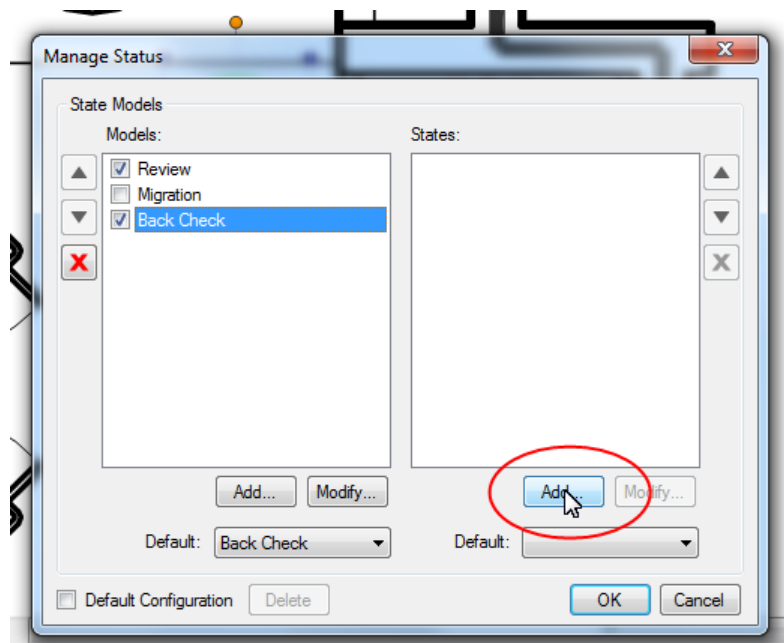 Manage Status
State Models
Models:
States:
Review
Migration
Back Check
Add...
Modify...
Add...
Modify...
Default:
Back Check
Default:
Default Configuration
Delete
OK
Cancel